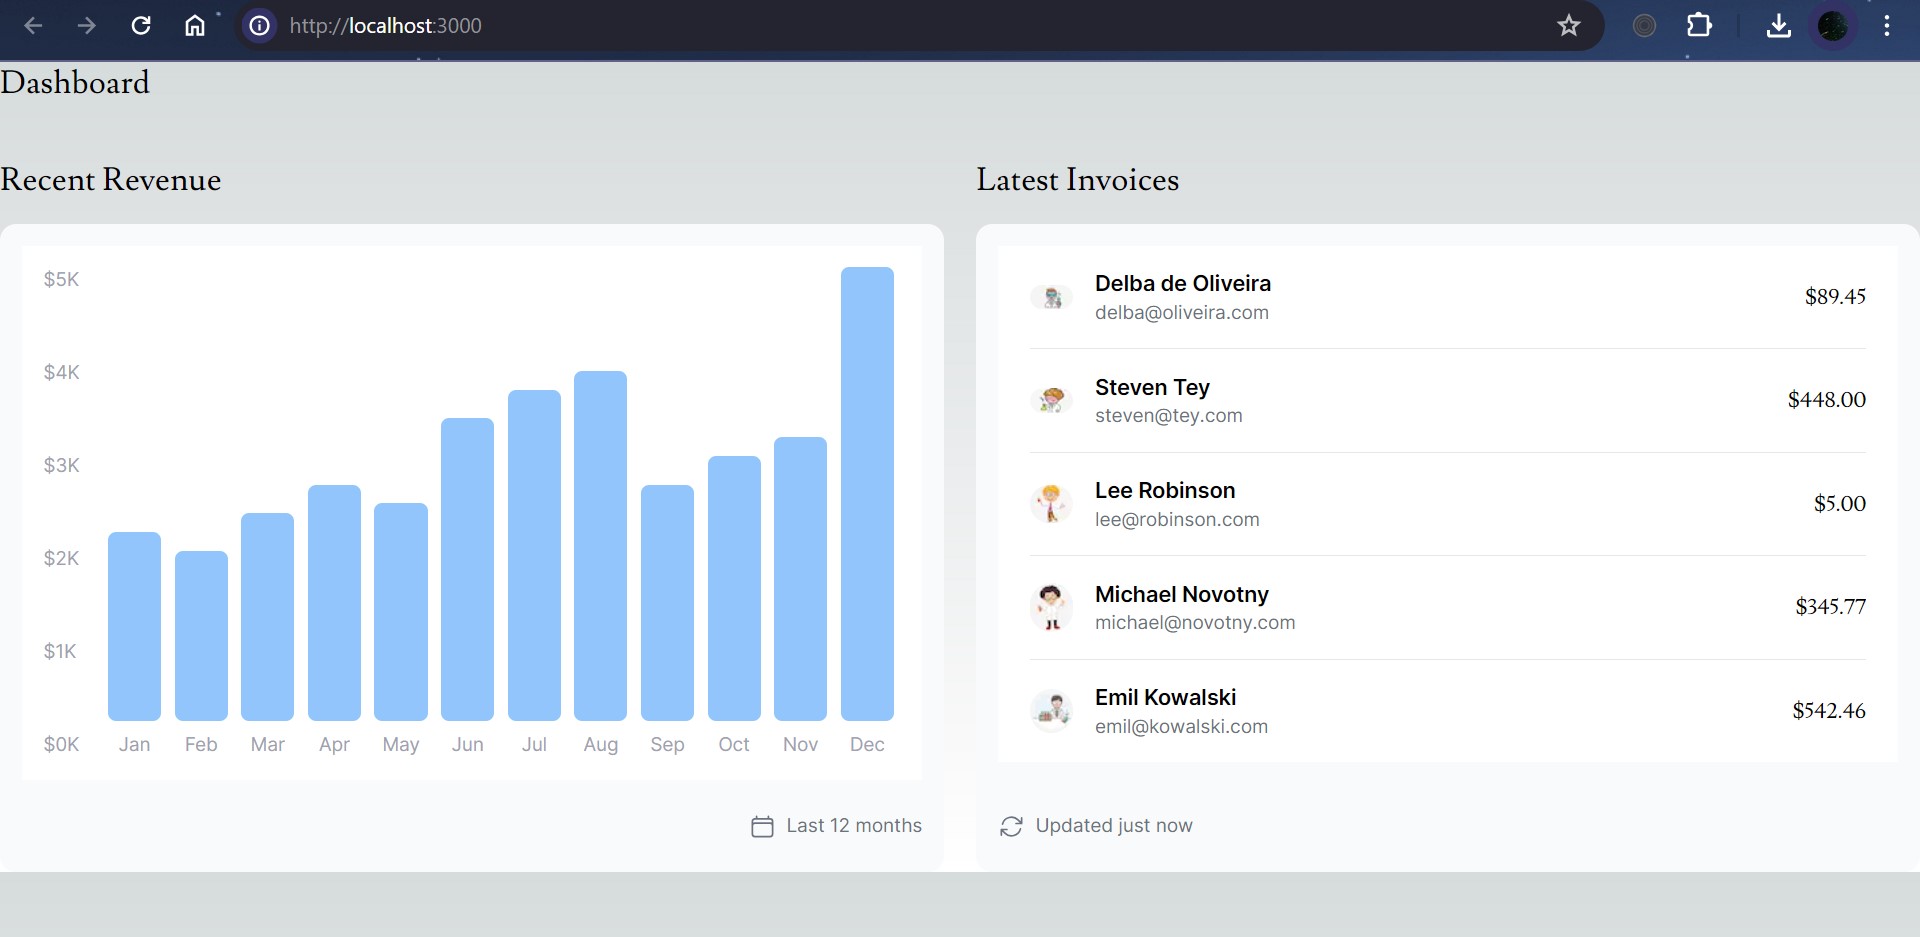 http://localhost:3000
Dashboard
Recent Revenue
$5K
$4K
$3K
$2K
$1K
$0K
Jan Feb Mar Apr May Jun Jul Aug Sep Oct Nov Dec
Last 12 months
Latest Invoices
Delba de Oliveira
delba@oliveira.com
$89.45
Steven Tey
steven@tey.com
$448.00
Lee Robinson
lee@robinson.com
$5.00
Michael Novotny
michael@novotny.com
$345.77
Emil Kowalski
emil@kowalski.com
$542.46
Updated just now